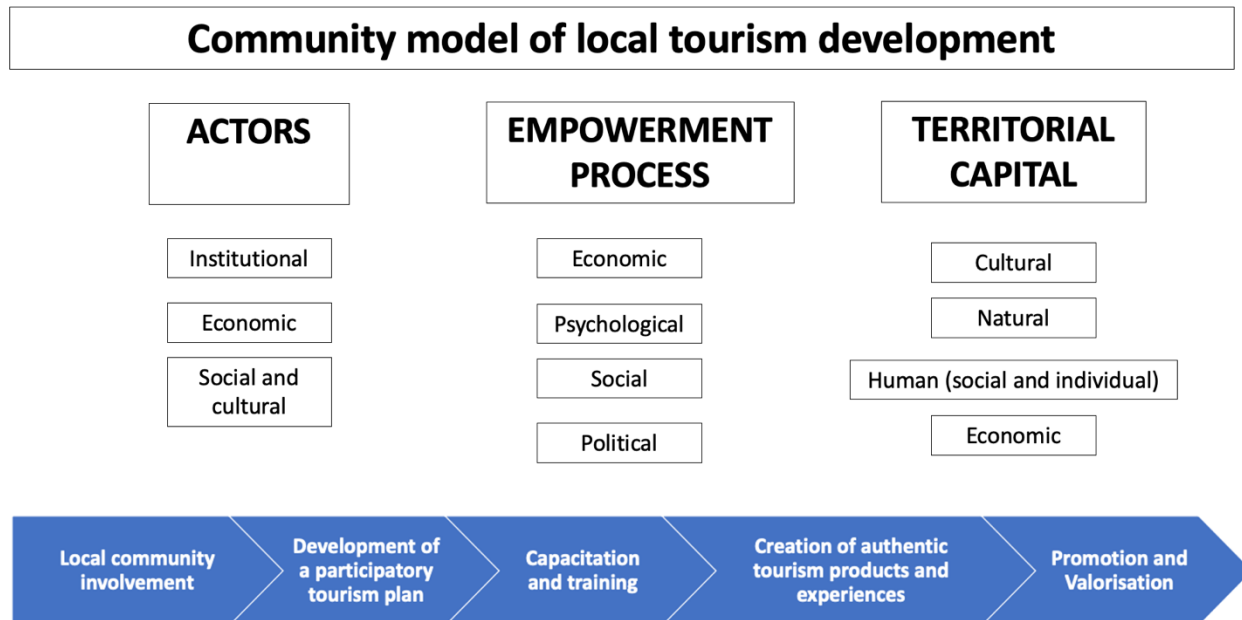 Community model of local tourism development
ACTORS
Institutional
Economic
Social and
cultural
EMPOWERMENT
PROCESS
Economic
Psychological
Social
Political
TERRITORIAL
CAPITAL
Cultural
Natural
Human (social and individual)
Economic
Local community
involvement
Development of
a participatory
tourism plan
Capacitation
and training
Creation of authentic
tourism products and
experiences
Promotion and
Valorisation